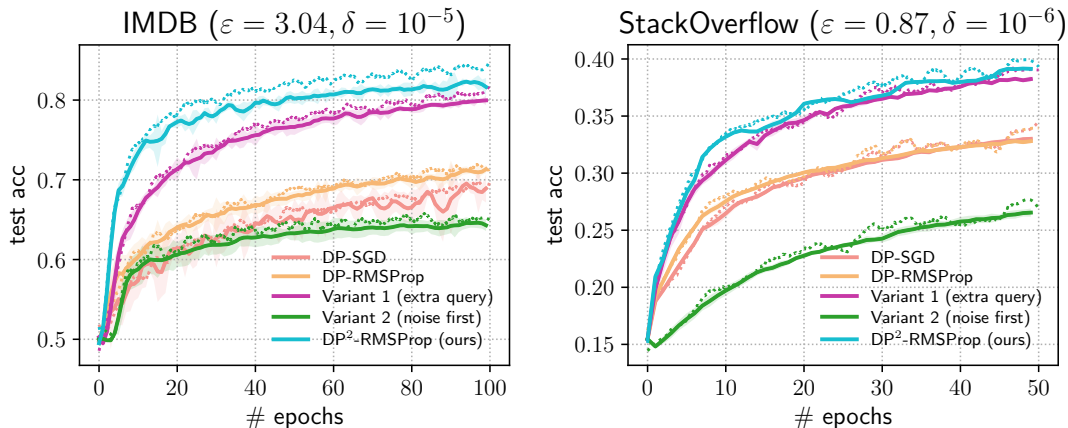 IMDB (ε = 3.04, δ = 10⁻⁵)
test acc
0.8
0.7
0.6
0.5
DP-SGD
DP-RMSProp
Variant 1 (extra query)
Variant 2 (noise first)
DP²-RMSProp (ours)
0 20 40 60 80 100
# epochs
StackOverflow (ε = 0.87, δ = 10⁻⁶)
test acc
0.40
0.35
0.30
0.25
0.20
0.15
DP-SGD
DP-RMSProp
Variant 1 (extra query)
Variant 2 (noise first)
DP²-RMSProp (ours)
0 10 20 30 40 50
# epochs